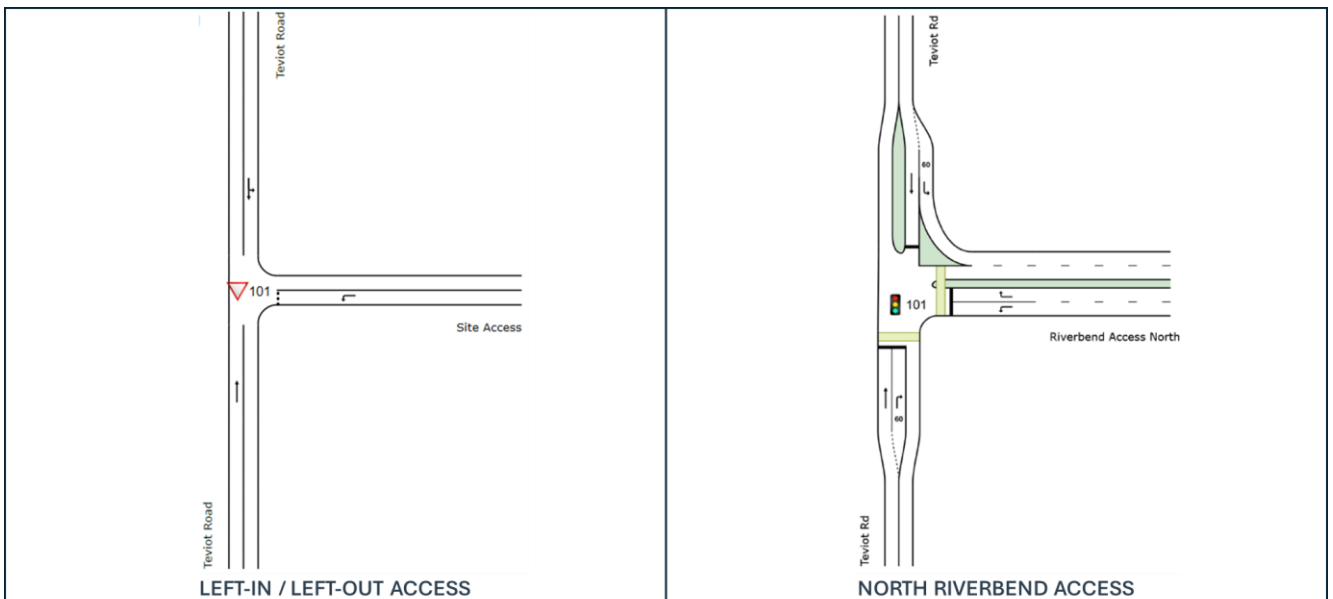 Teviot Road
101
Site Access
Teviot Road
LEFT-IN / LEFT-OUT ACCESS
Teviot Rd
60
101
Riverbend Access North
60
Teviot Rd
NORTH RIVERBEND ACCESS